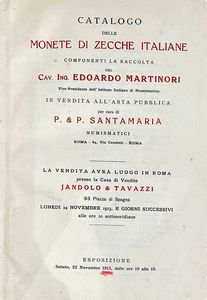 CATALOGO
DELLE
MONETE DI ZECCHE ITALIANE
COMPONENTI LA RACCOLTA
DEL
CAV. ING. EDOARDO MARTINORI
Vice-Presidente dell'Istituto Italiano di Numismatica
IN VENDITA ALL'ASTA PUBBLICA
per cura di
P. & P. SANTAMARIA
NUMISMATICI
ROMA - 84, Via Condotti - ROMA
LA VENDITA AVRÀ LUOGO IN ROMA
presso la Casa di Vendite
JANDOLO & TAVAZZI
93 Piazza di Spagna
LUNEDÌ 24 NOVEMBRE 1913, E GIORNI SUCCESSIVI
alle ore 10 antimeridiane
ESPOSIZIONE
Sabato, 22 Novembre 1913, dalle ore 10 alle 18.